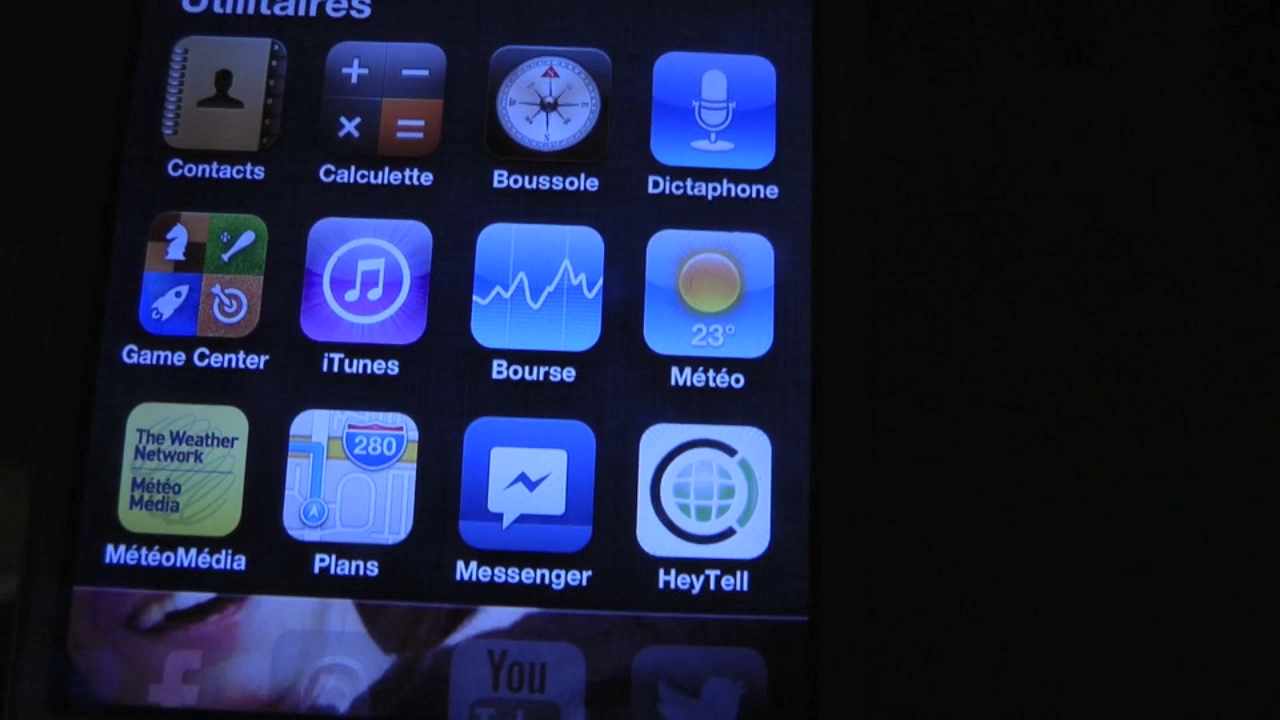 Utilitaires
Contacts
Calculette
Boussole
Dictaphone
Game Center
iTunes
Bourse
23°
Météo
The Weather
Network
Météo
Média
MétéoMédia
280
Plans
Messenger
HeyTell
You